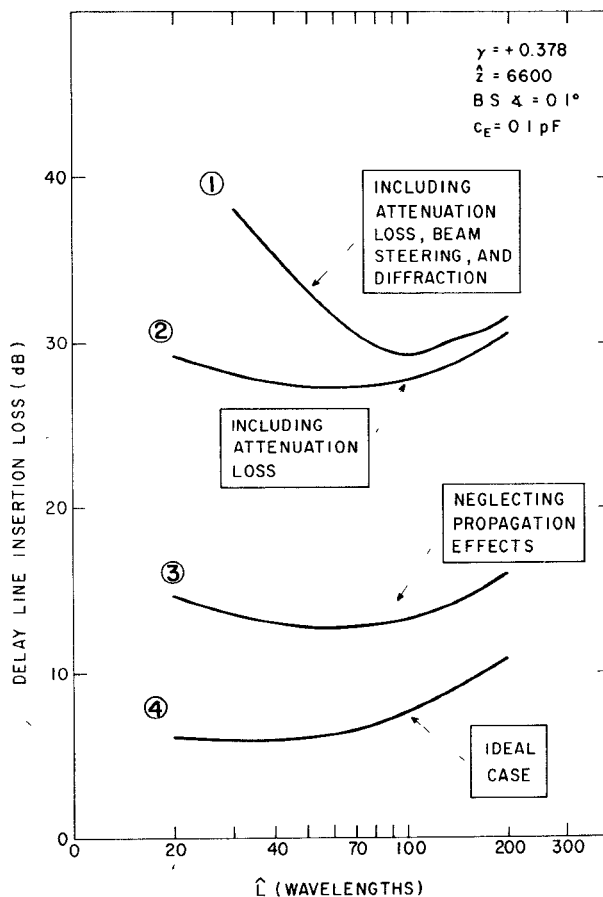 γ = + 0.378
ẑ = 6600
BS ∢ = 0 1°
cE = 0 1 pF
40
30
20
10
0
DELAY LINE INSERTION LOSS (dB)
①
INCLUDING
ATTENUATION
LOSS, BEAM
STEERING, AND
DIFFRACTION
②
INCLUDING
ATTENUATION
LOSS
NEGLECTING
PROPAGATION
EFFECTS
③
④
IDEAL
CASE
0 20 40 70 100 200 300
L̂ (WAVELENGTHS)